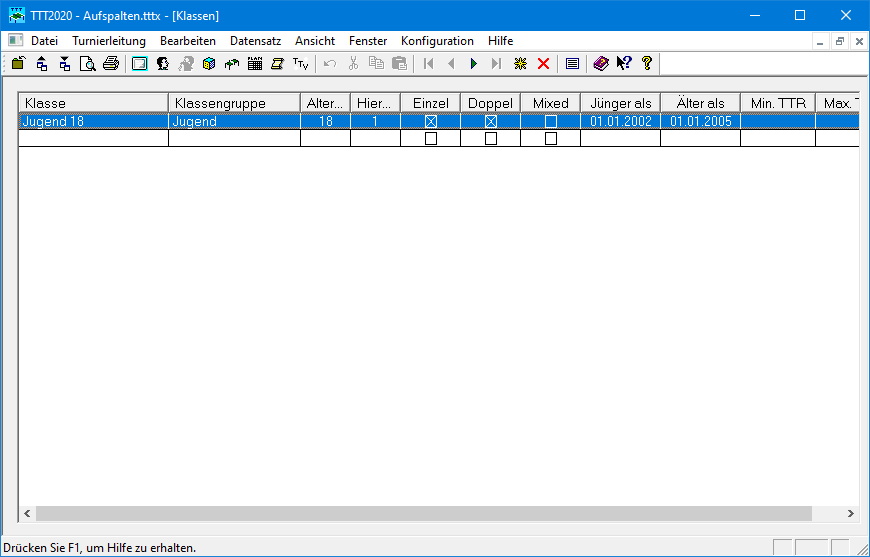 TTT2020 - Aufspalten.tttx - [Klassen]
Datei Turnierleitung Bearbeiten Datensatz Ansicht Fenster Konfiguration Hilfe
Klasse Klassengruppe Alter... Hier... Einzel Doppel Mixed Jünger als Älter als Min. TTR Max. T
Jugend 18 Jugend 18 1 01.01.2002 01.01.2005
Drücken Sie F1, um Hilfe zu erhalten.